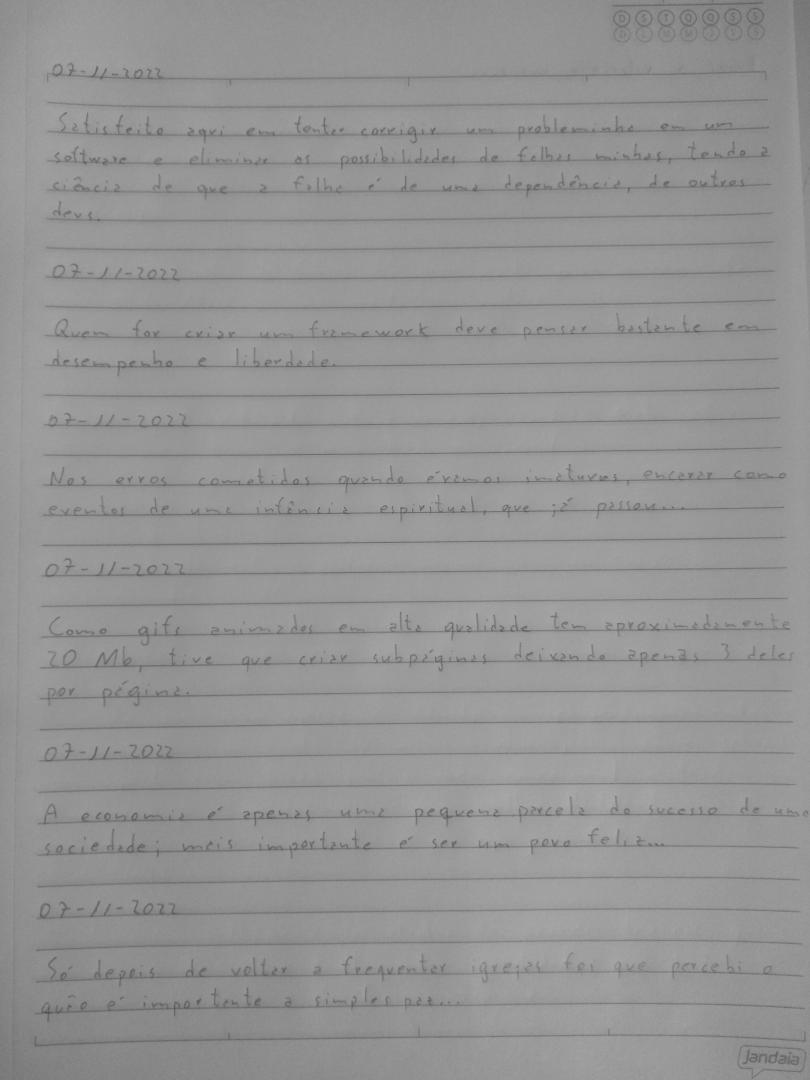 D S T Q Q S S
D L M M J V S
07-11-2022
Satisfeito aqui em tentar corrigir um probleminha em um
software e eliminar as possibilidades de falhas minhas, tendo a
ciência de que a falha é de uma dependência, de outros
devs.
07-11-2022
Quem for criar um framework deve pensar bastante em
desempenho e liberdade.
07-11-2022
Nos erros cometidos quando éramos imaturos, encarar como
eventos de uma infância espiritual, que já passou...
07-11-2022
Como gifs animados em alta qualidade tem aproximadamente
20 Mb, tive que criar subpáginas deixando apenas 3 deles
por página.
07-11-2022
A economia é apenas uma pequena parcela do sucesso de uma
sociedade; mais importante é ser um povo feliz...
07-11-2022
Só depois de voltar a frequentar igrejas foi que percebi o
quão é importante a simples paz...
Jandaia